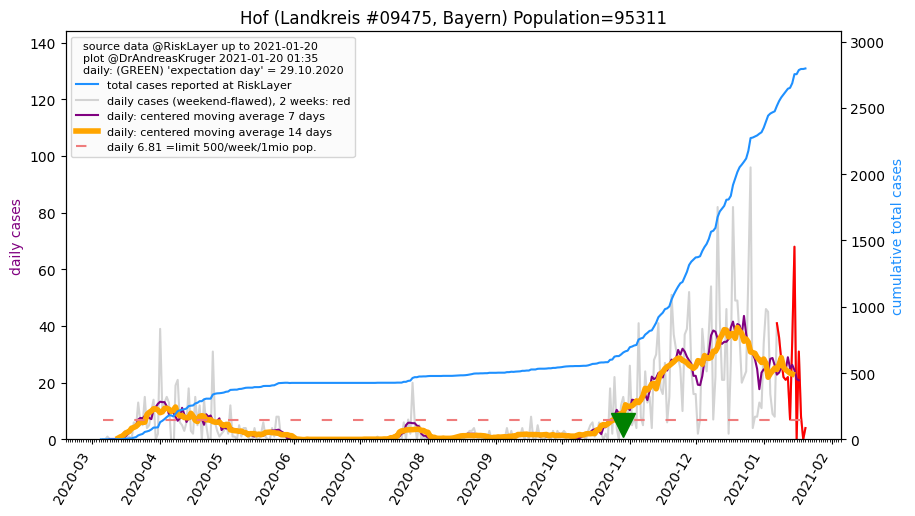 Hof (Landkreis #09475, Bayern) Population=95311
source data @RiskLayer up to 2021-01-20
plot @DrAndreasKruger 2021-01-20 01:35
daily: (GREEN) 'expectation day' = 29.10.2020
total cases reported at RiskLayer
daily cases (weekend-flawed), 2 weeks: red
daily: centered moving average 7 days
daily: centered moving average 14 days
daily 6.81 =limit 500/week/1mio pop.
daily cases
140
120
100
80
60
40
20
0
cumulative total cases
3000
2500
2000
1500
1000
500
0
2020-03
2020-04
2020-05
2020-06
2020-07
2020-08
2020-09
2020-10
2020-11
2020-12
2021-01
2021-02